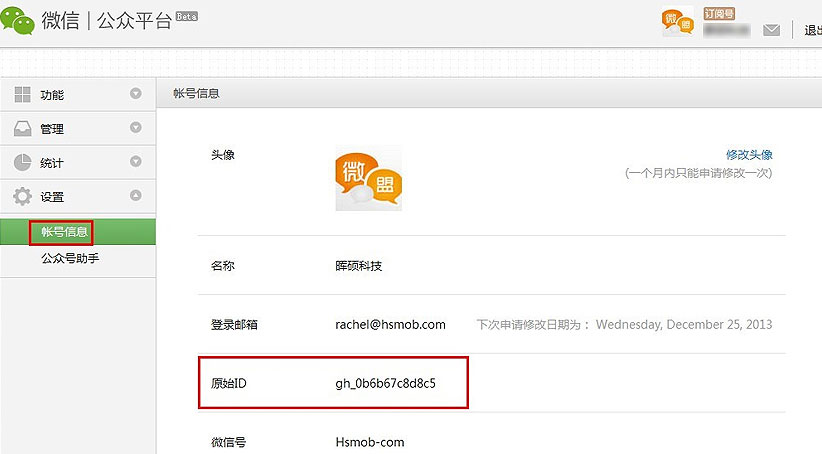 微信 | 公众平台 Beta
微盟 订阅号
退出
功能
帐号信息
管理
统计
设置
帐号信息
公众号助手
头像
微盟
修改头像
(一个月内只能申请修改一次)
名称 晖硕科技
登录邮箱 rachel@hsmob.com 下次申请修改日期为： Wednesday, December 25, 2013
原始ID gh_0b6b67c8d8c5
微信号 Hsmob-com